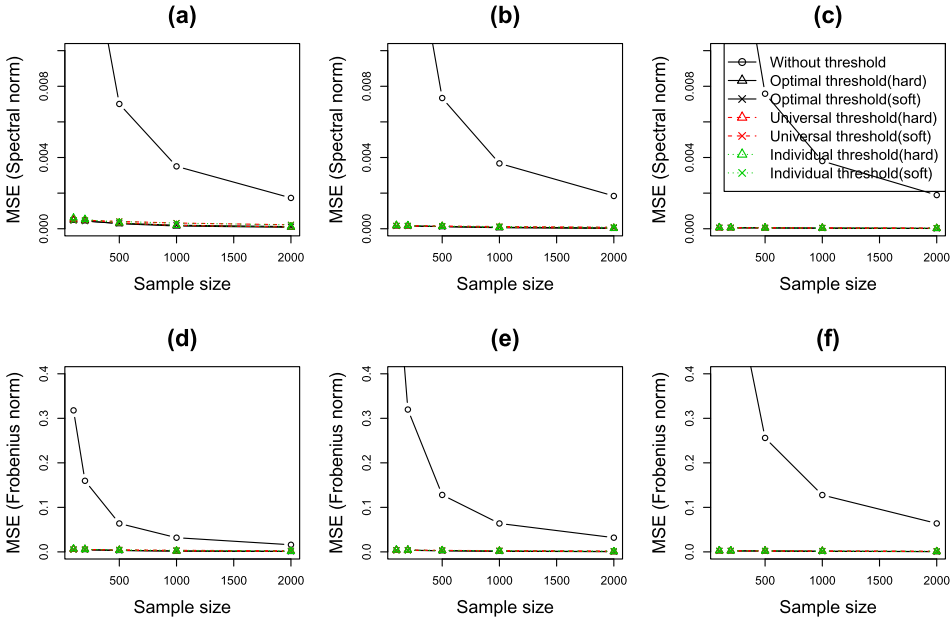 (a)
MSE (Spectral norm)
0.000 0.004 0.008
500 1000 1500 2000
Sample size
(b)
MSE (Spectral norm)
0.000 0.004 0.008
500 1000 1500 2000
Sample size
(c)
MSE (Spectral norm)
0.000 0.004 0.008
Without threshold
Optimal threshold(hard)
Optimal threshold(soft)
Universal threshold(hard)
Universal threshold(soft)
Individual threshold(hard)
Individual threshold(soft)
500 1000 1500 2000
Sample size
(d)
MSE (Frobenius norm)
0.0 0.1 0.2 0.3 0.4
500 1000 1500 2000
Sample size
(e)
MSE (Frobenius norm)
0.0 0.1 0.2 0.3 0.4
500 1000 1500 2000
Sample size
(f)
MSE (Frobenius norm)
0.0 0.1 0.2 0.3 0.4
500 1000 1500 2000
Sample size